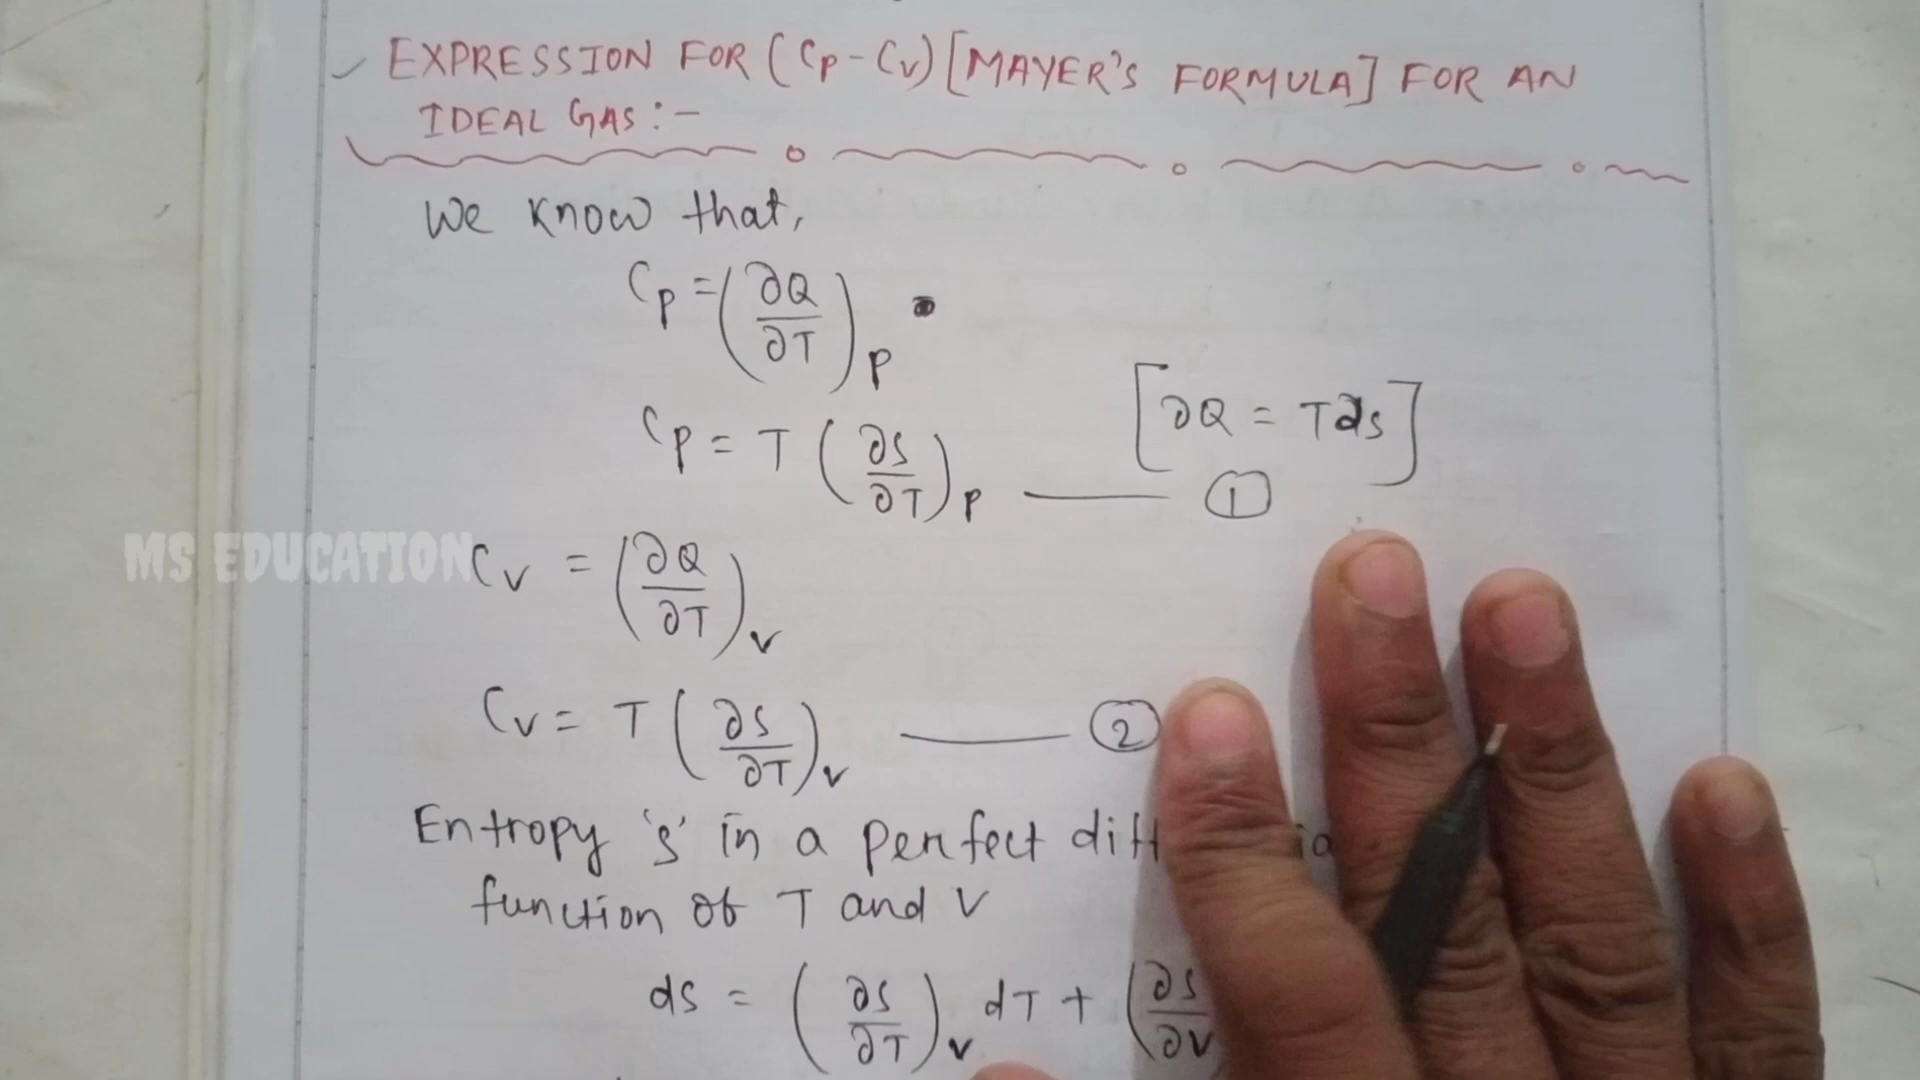 EXPRESSION FOR (Cp - Cv) [MAYER'S FORMULA] FOR AN
IDEAL GAS :-
We know that,
Cp = (∂Q/∂T)P
[∂Q = T∂s]
Cp = T (∂S/∂T)P ——— ①
MS EDUCATION
Cv = (∂Q/∂T)v
Cv = T (∂S/∂T)v ——— ②
Entropy 's' in a perfect
function of T and V
ds = (∂S/∂T)v dT + (∂S/∂V